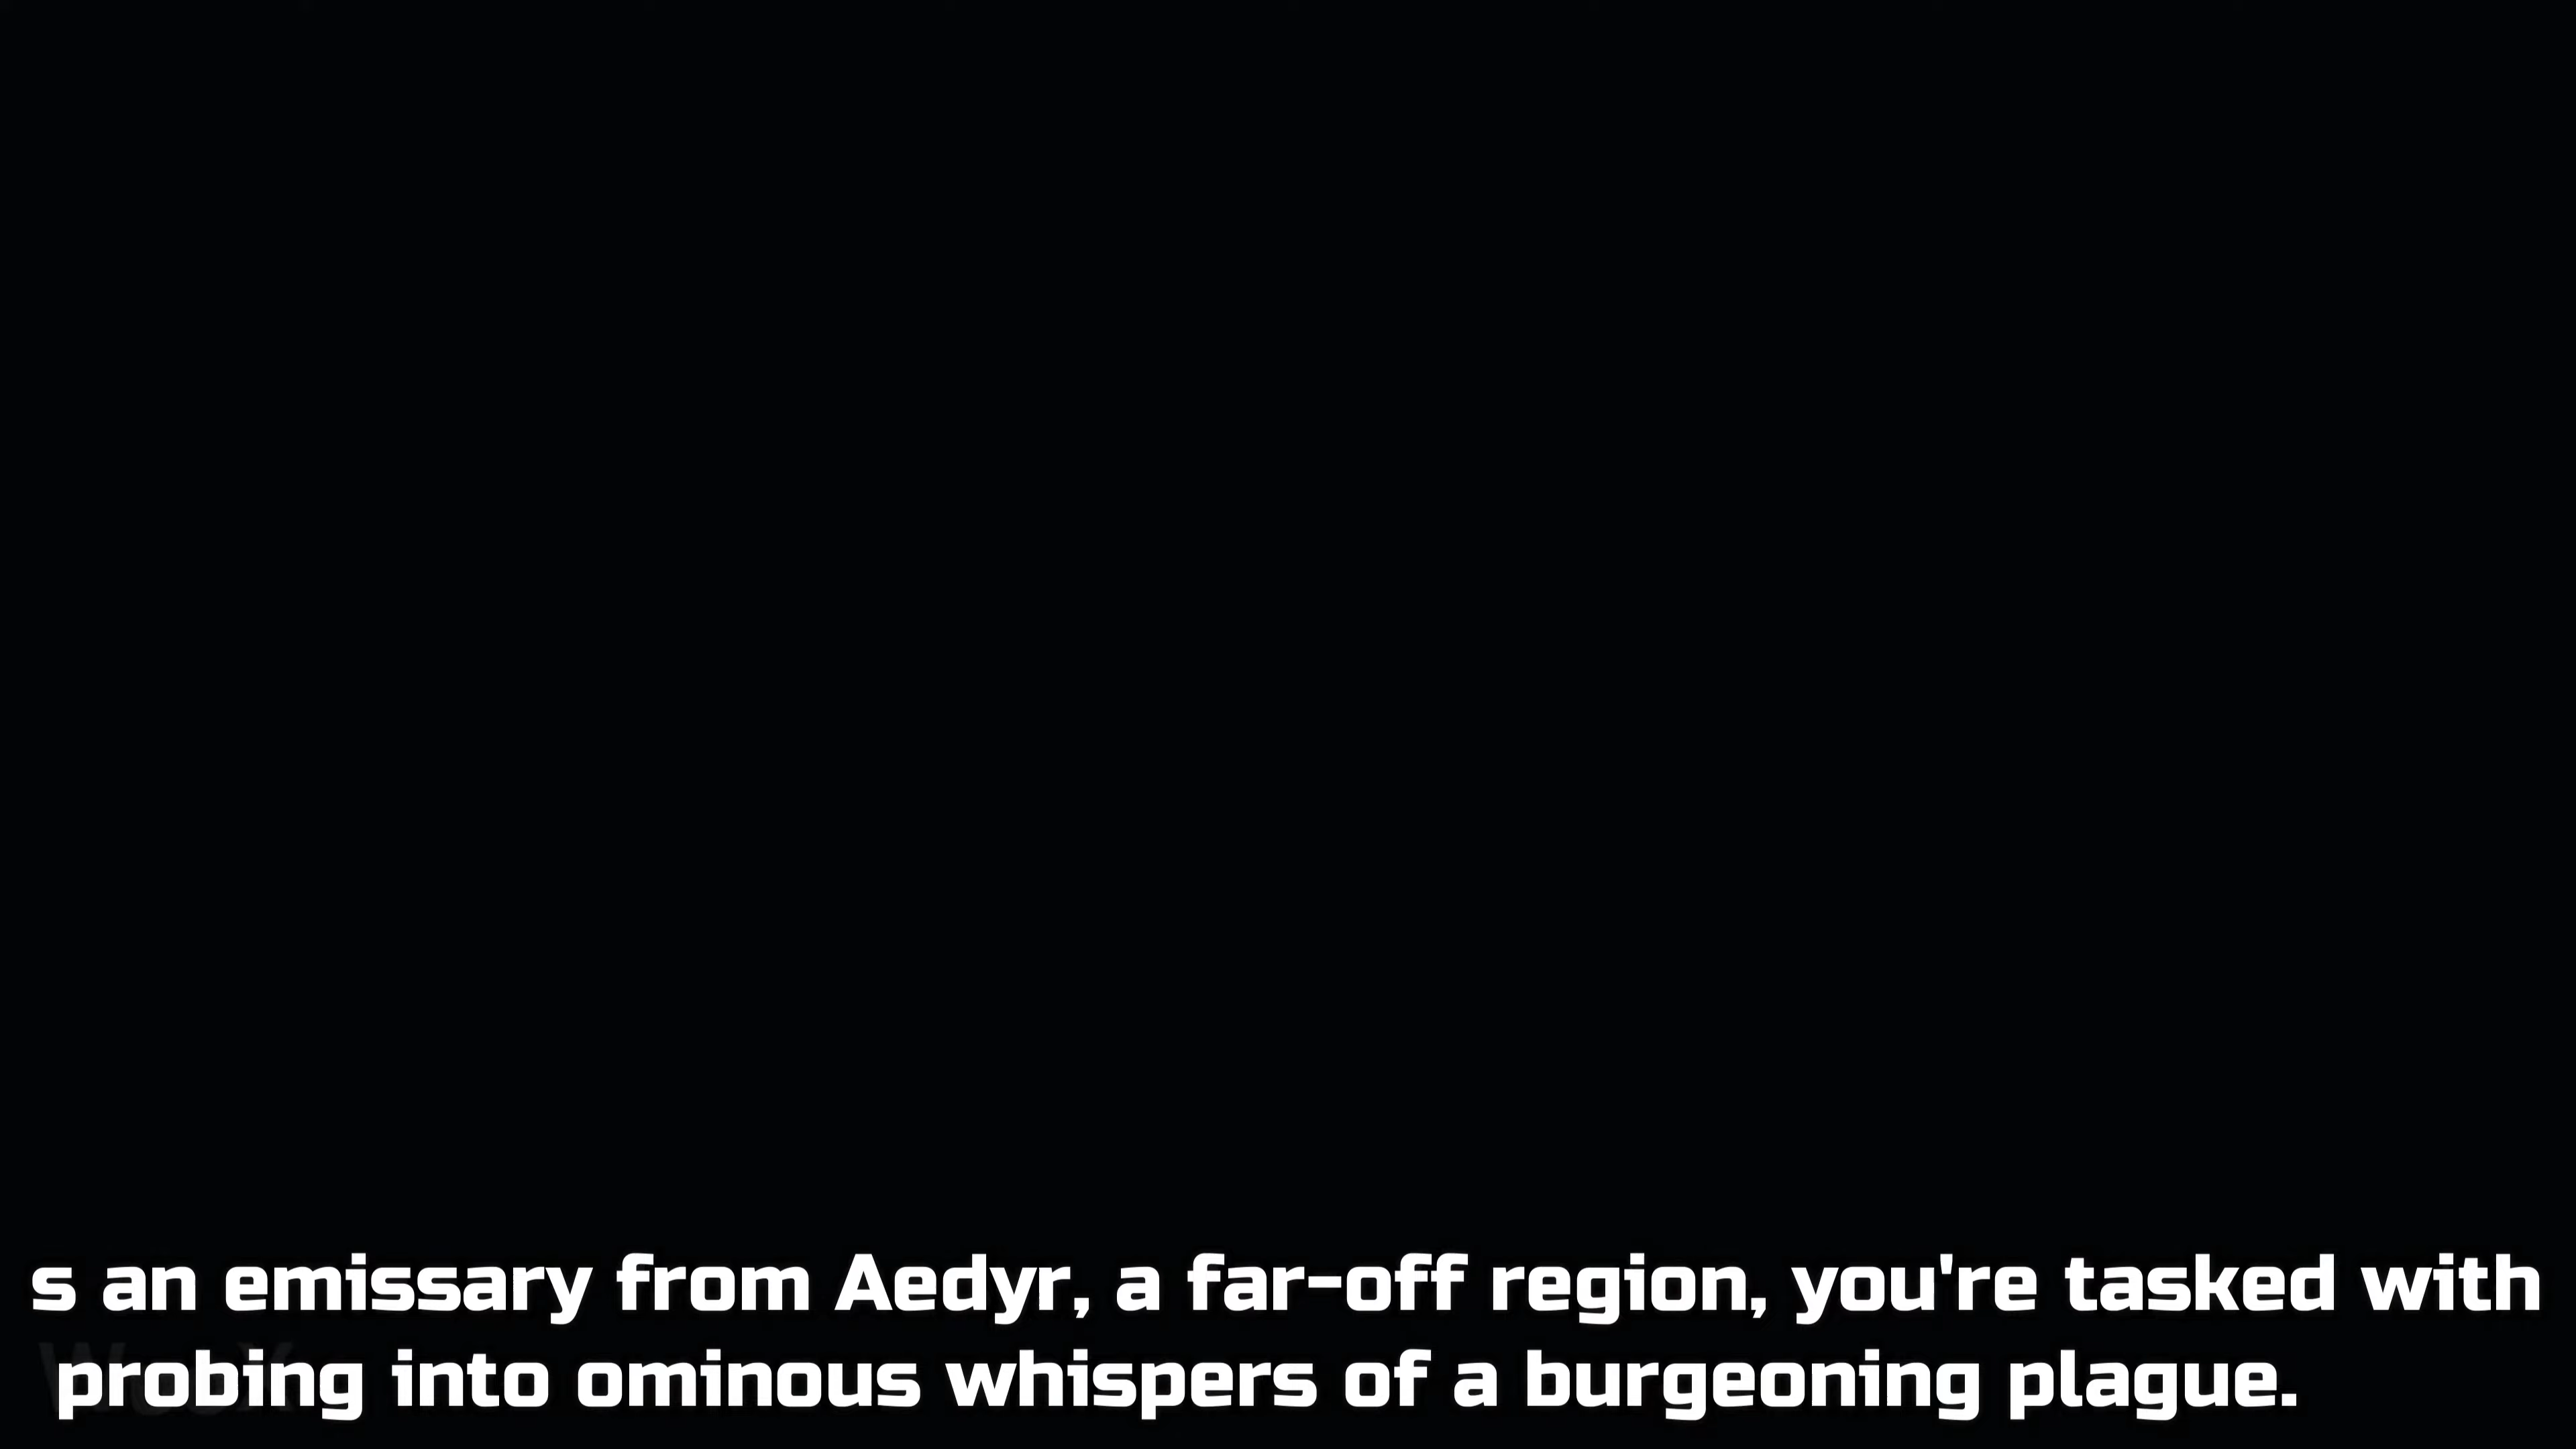 s an emissary from Aedyr, a far-off region, you're tasked with
probing into ominous whispers of a burgeoning plague.